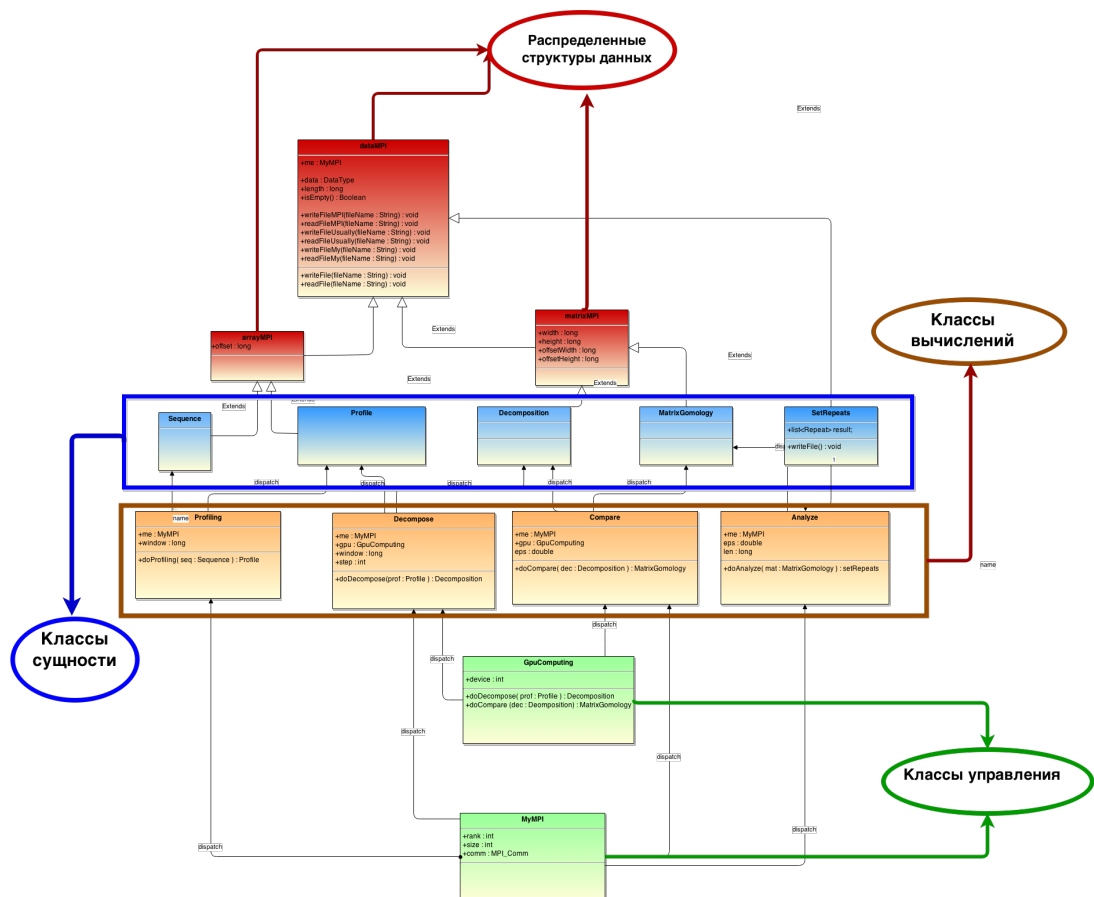 Распределенные
структуры данных
Extends
dataMPI
+me : MyMPI
+data : DataType
+length : long
+isEmpty() : Boolean
+writeFileMPI(fileName : String) : void
+readFileMPI(fileName : String) : void
+writeFileUsually(fileName : String) : void
+readFileUsually(fileName : String) : void
+writeFileMy(fileName : String) : void
+readFileMy(fileName : String) : void
+writeFile(fileName : String) : void
+readFile(fileName : String) : void
arrayMPI
+offset : long
Extends
matrixMPI
+width : long
+height : long
+offsetWidth : long
+offsetHeight : long
Классы
вычислений
Extends
Extends
Extends
Extends
Sequence
Extends
Profile
Decomposition
MatrixGomology
SetRepeats
+list<Repeat> result;
+writeFile() : void
1
dispatch
dispatch
dispatch
dispatch
dispatch
name
Profiling
+me : MyMPI
+window : long
+doProfiling( seq : Sequence ) : Profile
Decompose
+me : MyMPI
+gpu : GpuComputing
+window : long
+step : int
+doDecompose(prof : Profile ) : Decomposition
Compare
+me : MyMPI
+gpu : GpuComputing
eps : double
+doCompare( dec : Decomposition ) : MatrixGomology
Analyze
+me : MyMPI
eps : double
len : long
+doAnalyze( mat : MatrixGomology ) : setRepeats
name
Классы
сущности
dispatch
dispatch
GpuComputing
+device : int
+doDecompose( prof : Profile ) : Decomposition
+doCompare (dec : Deomposition) : MatrixGomology
dispatch
dispatch
Классы управления
MyMPI
+rank : int
+size : int
+comm : MPI_Comm
dispatch
dispatch